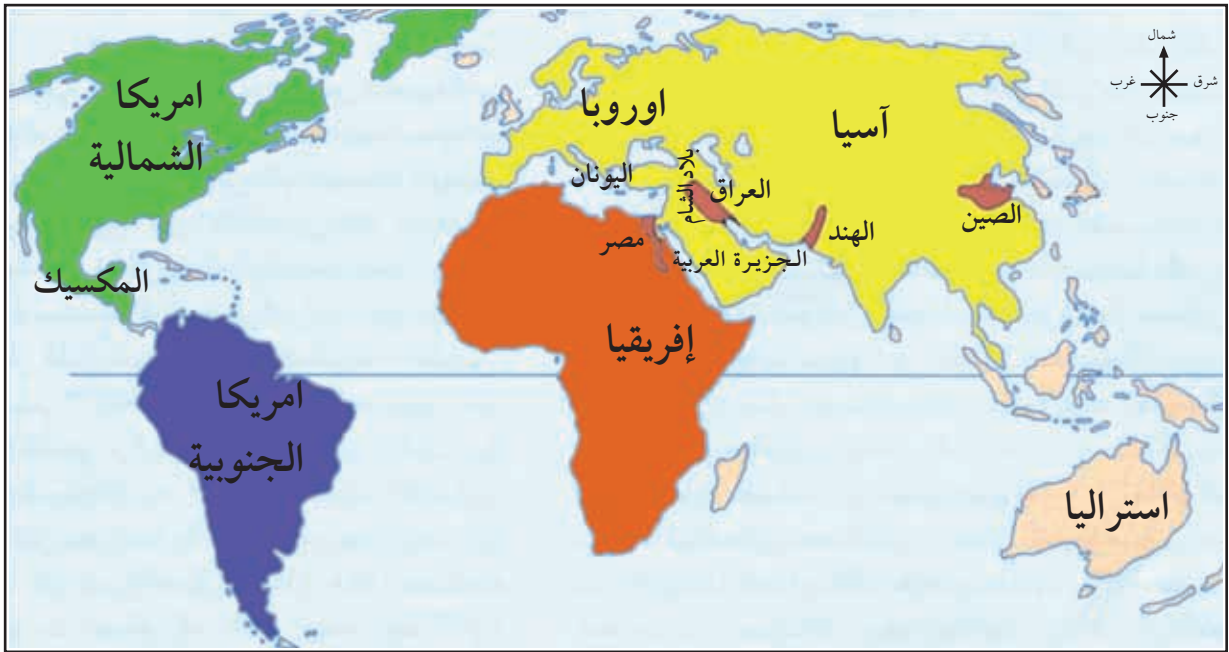 شمال
شرق
غرب
جنوب
امريكا
الشمالية
اوروبا
آسيا
بلاد الشام
العراق
اليونان
الصين
الهند
مصر
الجزيرة العربية
المكسيك
إفريقيا
امريكا
الجنوبية
استراليا